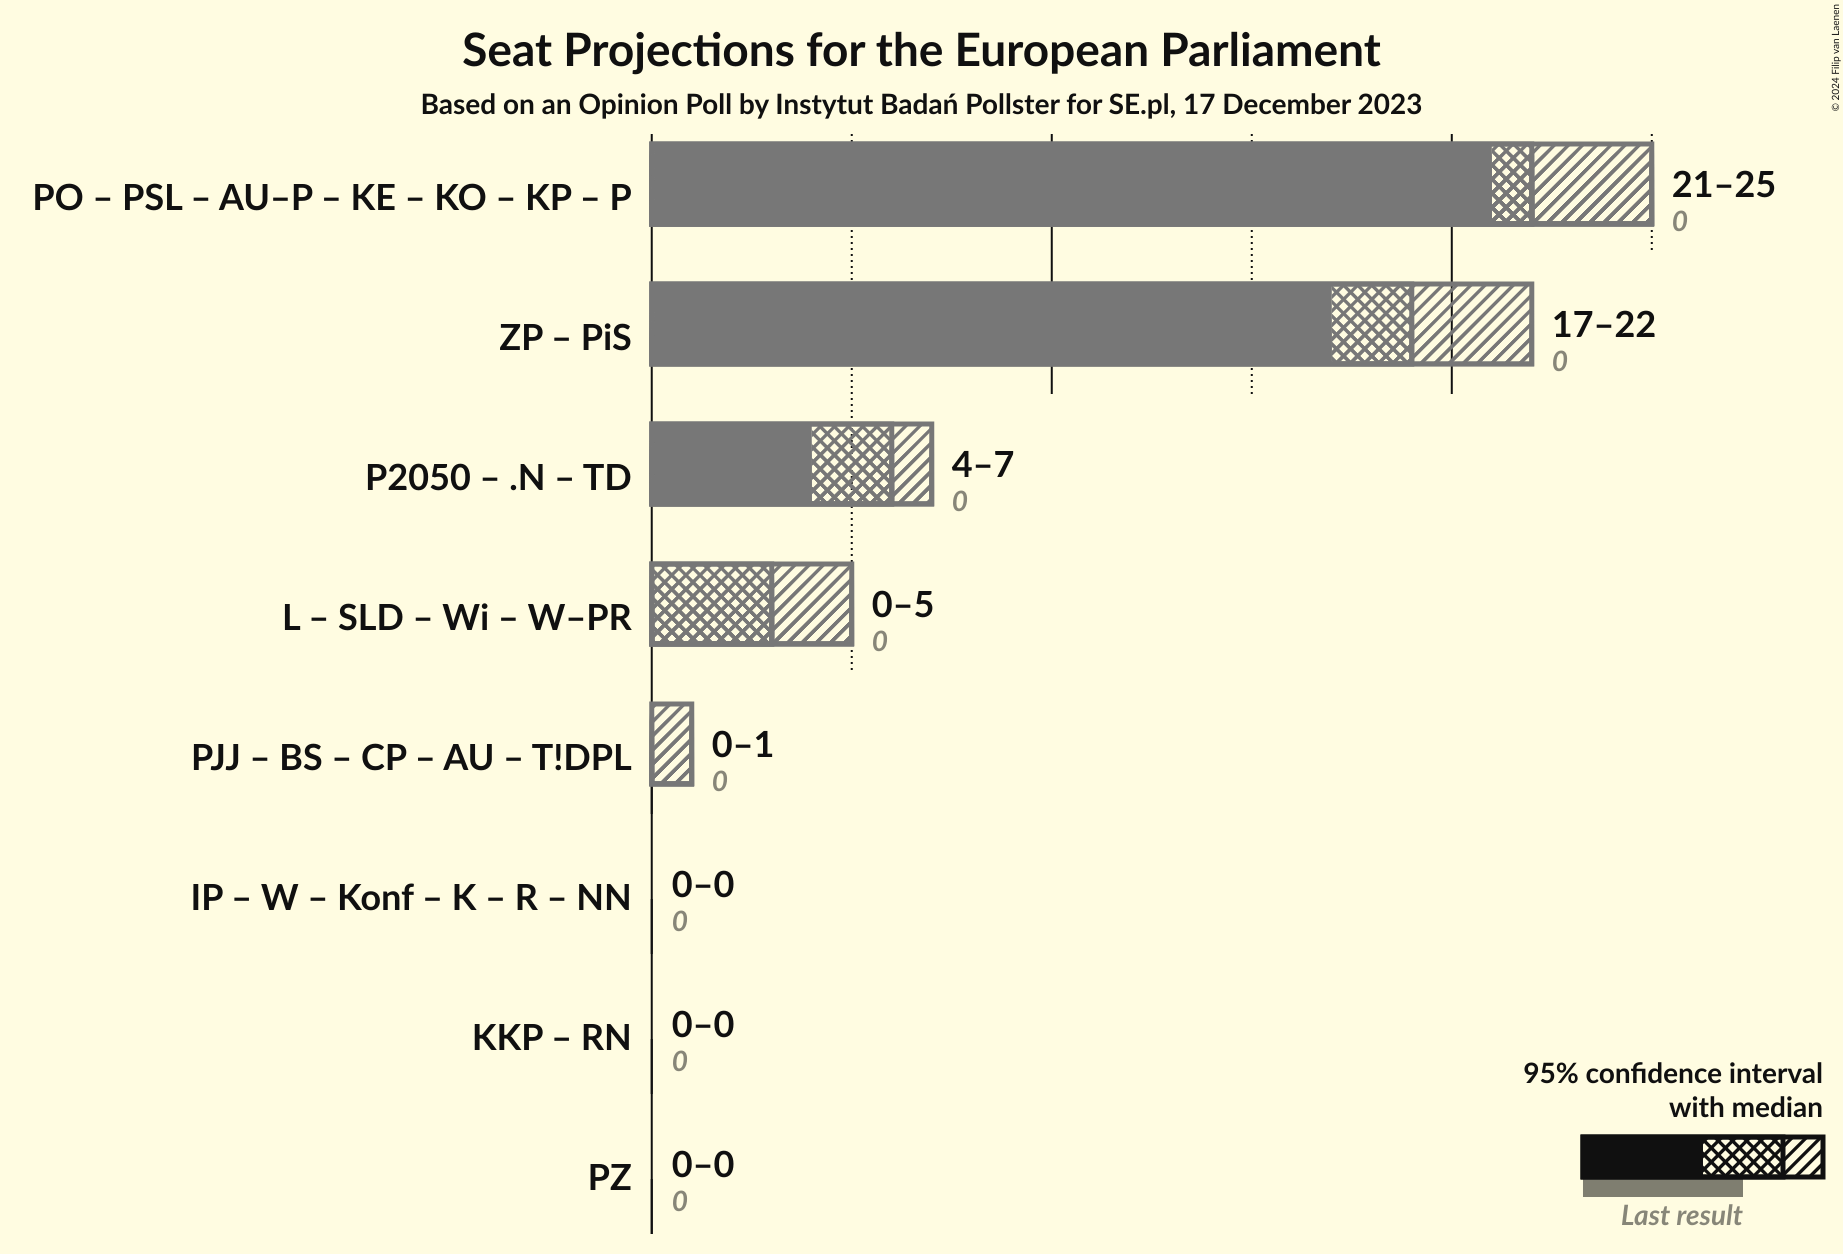 Seat Projections for the European Parliament
Based on an Opinion Poll by Instytut Badań Pollster for SE.pl, 17 December 2023
© 2024 Filip van Laenen
PO – PSL – AU–P – KE – KO – KP – P
21–25
0
ZP – PiS
17–22
0
P2050 – .N – TD
4–7
0
L – SLD – Wi – W–PR
0–5
0
PJJ – BS – CP – AU – T!DPL
0–1
0
IP – W – Konf – K – R – NN
0–0
0
KKP – RN
0–0
0
PZ
0–0
0
95% confidence interval
with median
Last result